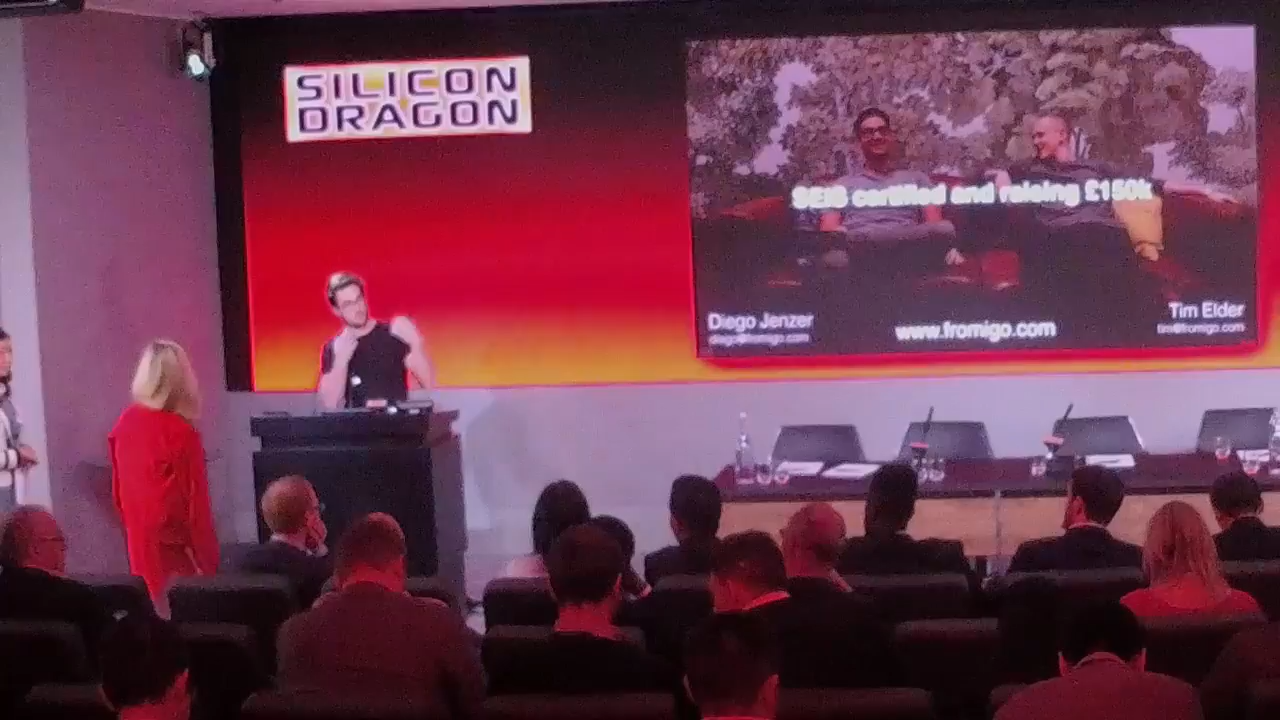 SILICON
DRAGON
SEIS certified and raising £150k
Diego Jenzer
diego@fromigo.com
www.fromigo.com
Tim Elder
tim@fromigo.com